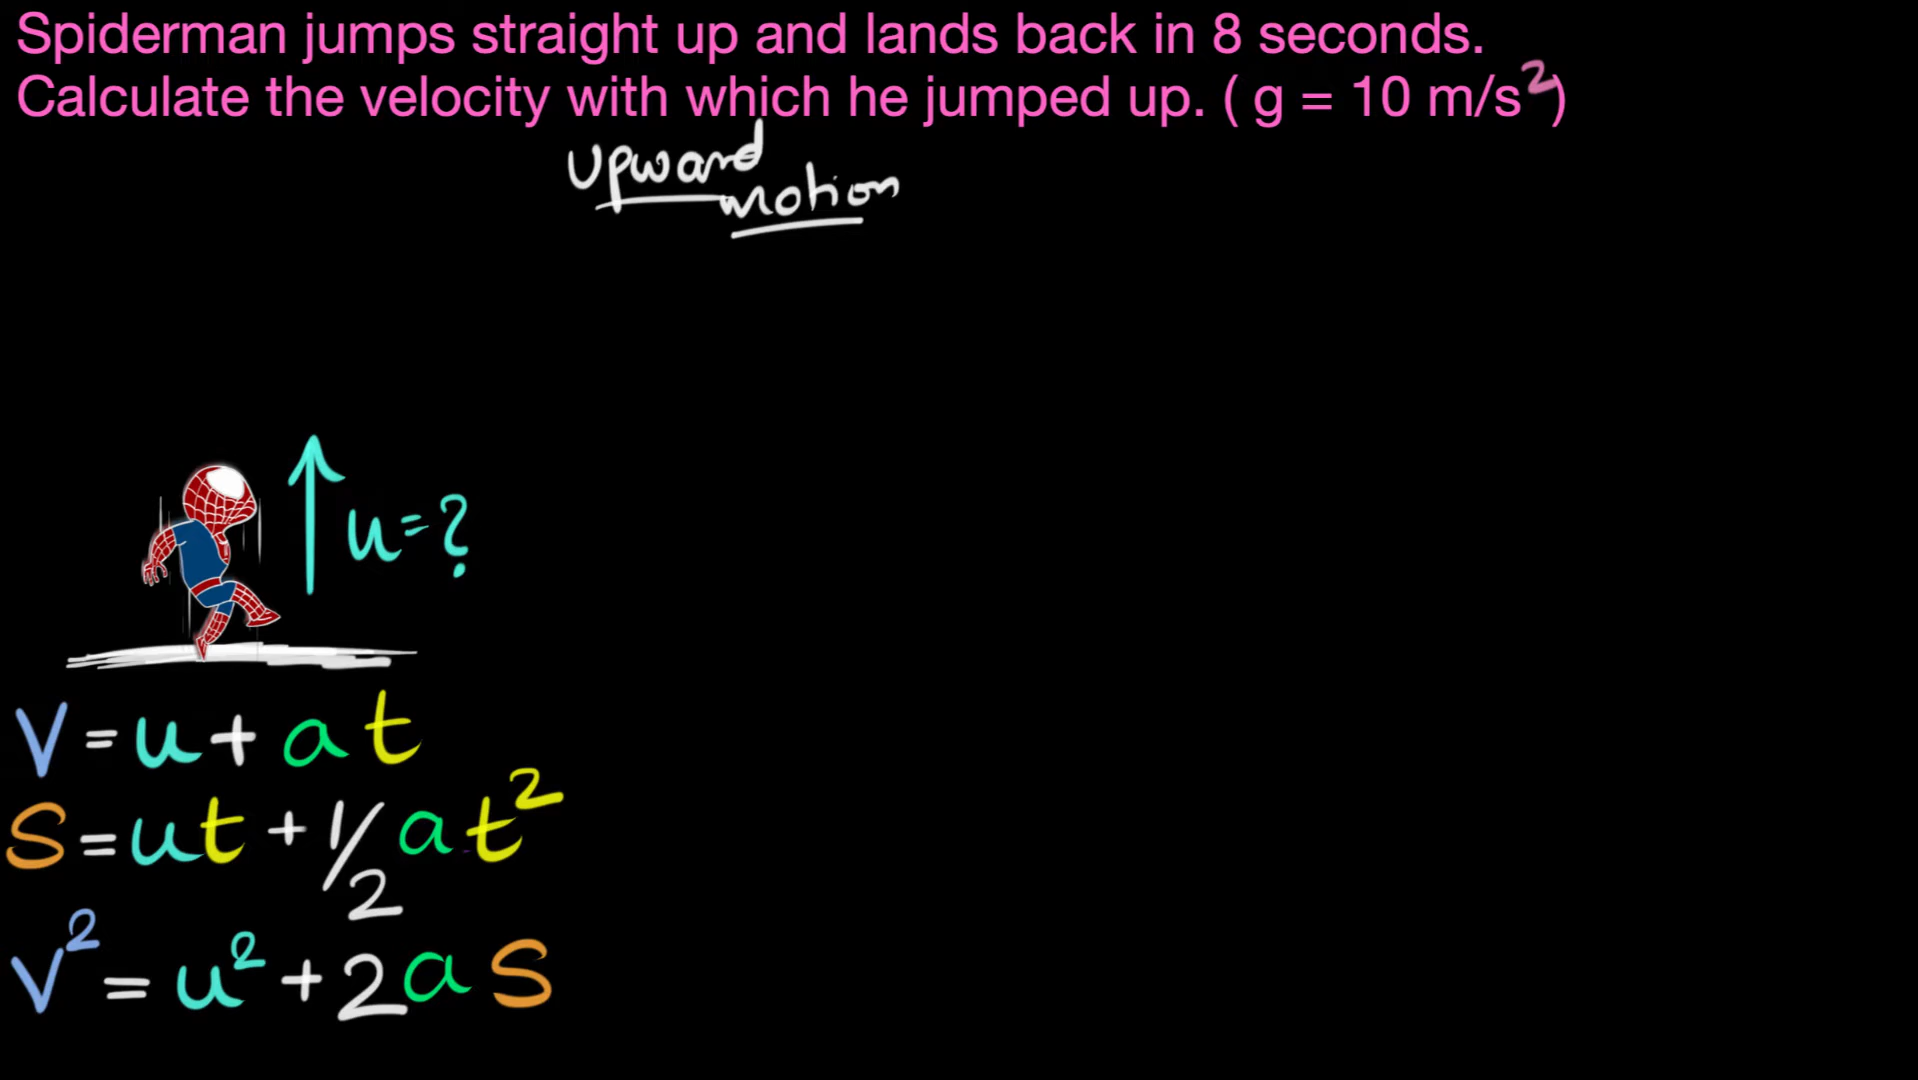 Spiderman jumps straight up and lands back in 8 seconds.
Calculate the velocity with which he jumped up. ( g = 10 m/s²)
upward
motion
u=?
V=u+at
S=ut+1/2at²
V²=u²+2aS